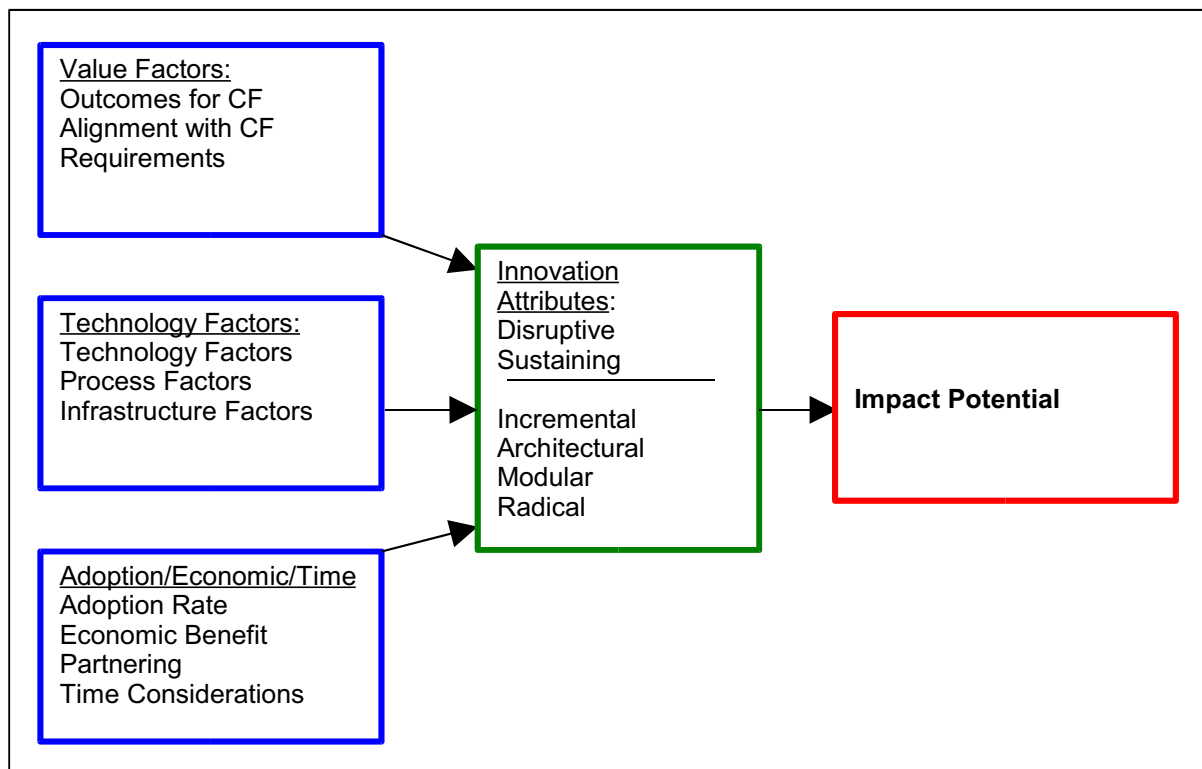 Value Factors:
Outcomes for CF
Alignment with CF
Requirements
Technology Factors:
Technology Factors
Process Factors
Infrastructure Factors
Adoption/Economic/Time
Adoption Rate
Economic Benefit
Partnering
Time Considerations
Innovation
Attributes:
Disruptive
Sustaining
Incremental
Architectural
Modular
Radical
Impact Potential